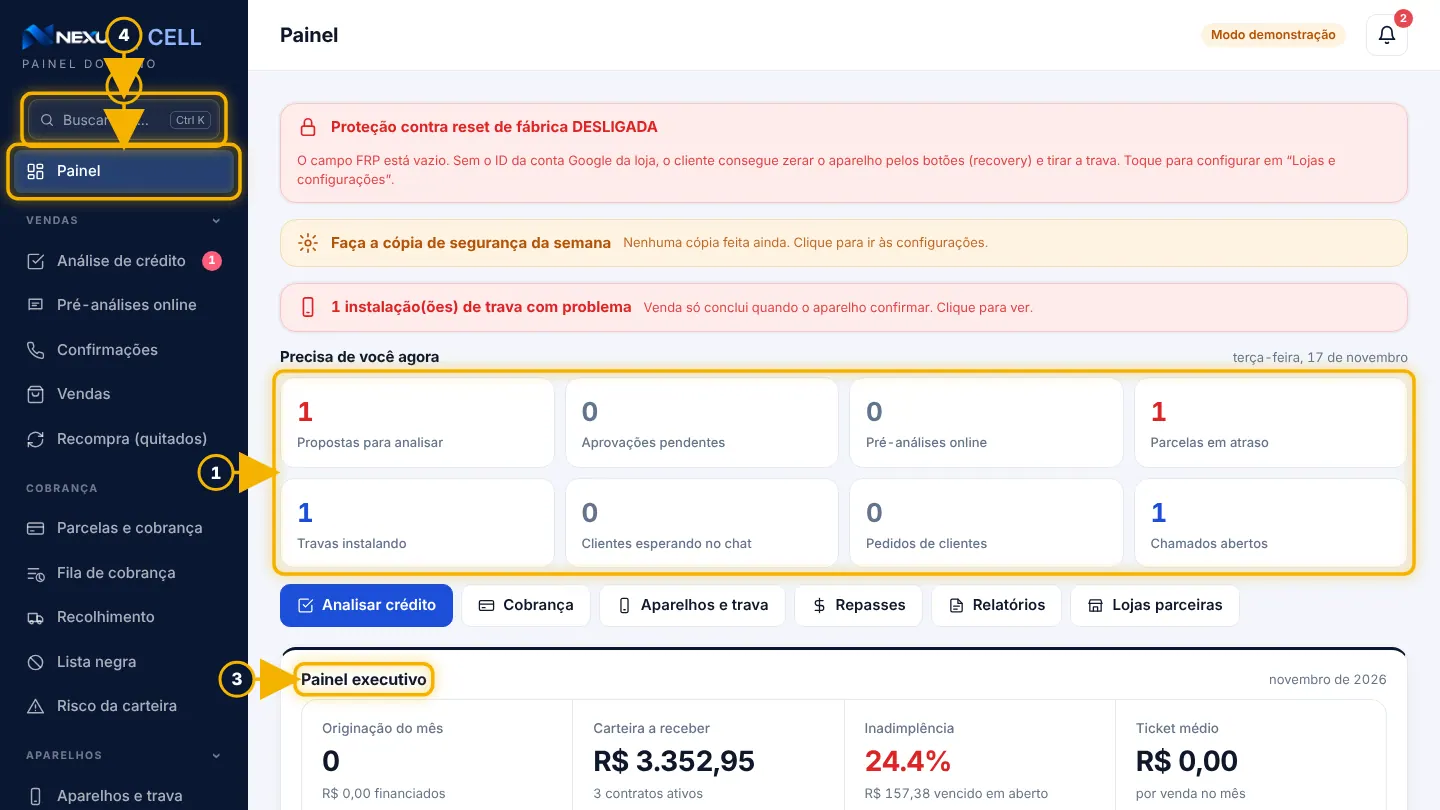 4
CELL
Ctrl K
Painel
VENDAS
Análise de crédito
1
Pré-análises online
Confirmações
Vendas
Recompra (quitados)
COBRANÇA
Parcelas e cobrança
Fila de cobrança
Recolhimento
Lista negra
Risco da carteira
APARELHOS
Aparelhos e trava
Painel
Modo demonstração
2
Proteção contra reset de fábrica DESLIGADA
O campo FRP está vazio. Sem o ID da conta Google da loja, o cliente consegue zerar o aparelho pelos botões (recovery) e tirar a trava. Toque para configurar em “Lojas e
configurações”.
Faça a cópia de segurança da semana Nenhuma cópia feita ainda. Clique para ir às configurações.
1 instalação(ões) de trava com problema Venda só conclui quando o aparelho confirmar. Clique para ver.
Precisa de você agora
terça-feira, 17 de novembro
1
Propostas para analisar
0
Aprovações pendentes
0
Pré-análises online
1
Parcelas em atraso
1
1
Travas instalando
0
Clientes esperando no chat
0
Pedidos de clientes
1
Chamados abertos
Analisar crédito
Cobrança
Aparelhos e trava
Repasses
Relatórios
Lojas parceiras
3
Painel executivo
novembro de 2026
Originação do mês
0
R$ 0,00 financiados
Carteira a receber
R$ 3.352,95
3 contratos ativos
Inadimplência
24.4%
R$ 157,38 vencido em aberto
Ticket médio
R$ 0,00
por venda no mês